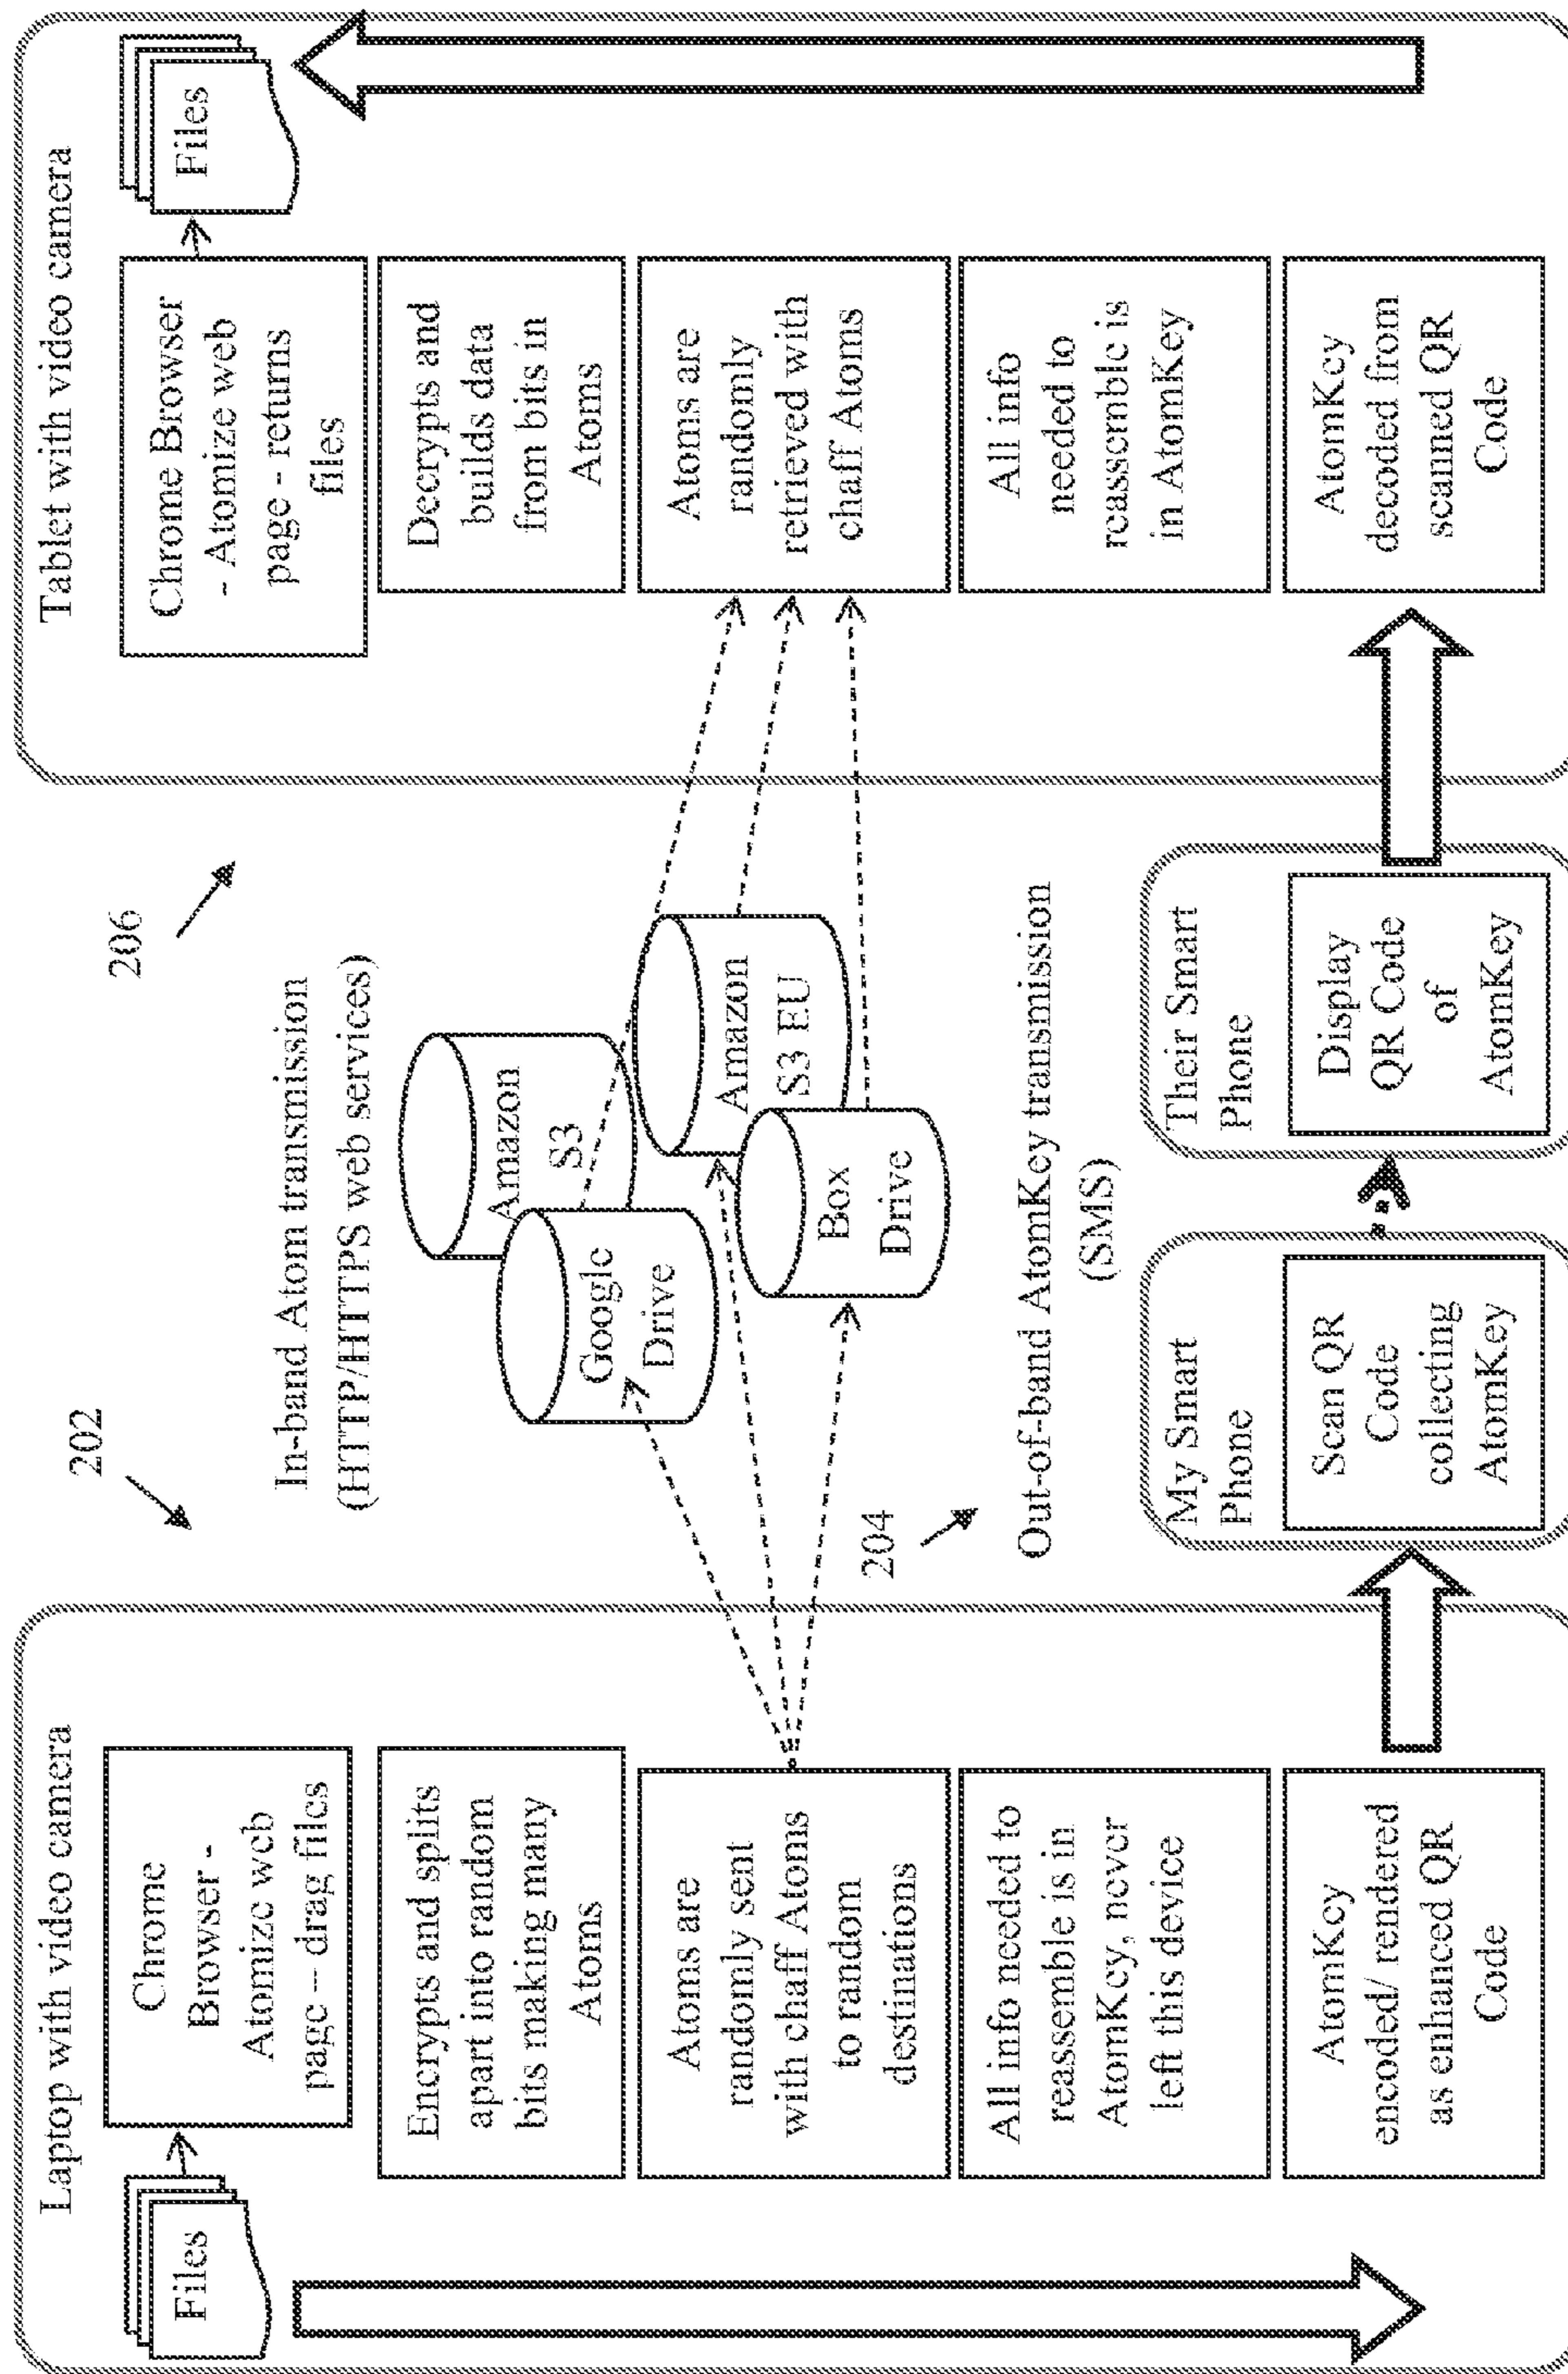 Laptop with video camera
Files
Chrome
Browser -
Atomize web
page – drag files
Encrypts and splits
apart into random
bits making many
Atoms
Atoms are
randomly sent
with chaff Atoms
to random
destinations
All info needed to
reassemble is in
AtomKey, never
left this device
AtomKey
encoded/ rendered
as enhanced QR
Code
202
In-band Atom transmission
(HTTP/HTTPS web services)
206
Amazon
S3
Google
Drive
Amazon
S3 EU
Box
Drive
204
Out-of-band AtomKey transmission
(SMS)
My Smart
Phone
Scan QR
Code
collecting
AtomKey
Their Smart
Phone
Display
QR Code
of
AtomKey
Tablet with video camera
Files
Chrome Browser
- Atomize web
page - returns
files
Decrypts and
builds data
from bits in
Atoms
Atoms are
randomly
retrieved with
chaff Atoms
All info
needed to
reassemble is
in AtomKey
AtomKey
decoded from
scanned QR
Code